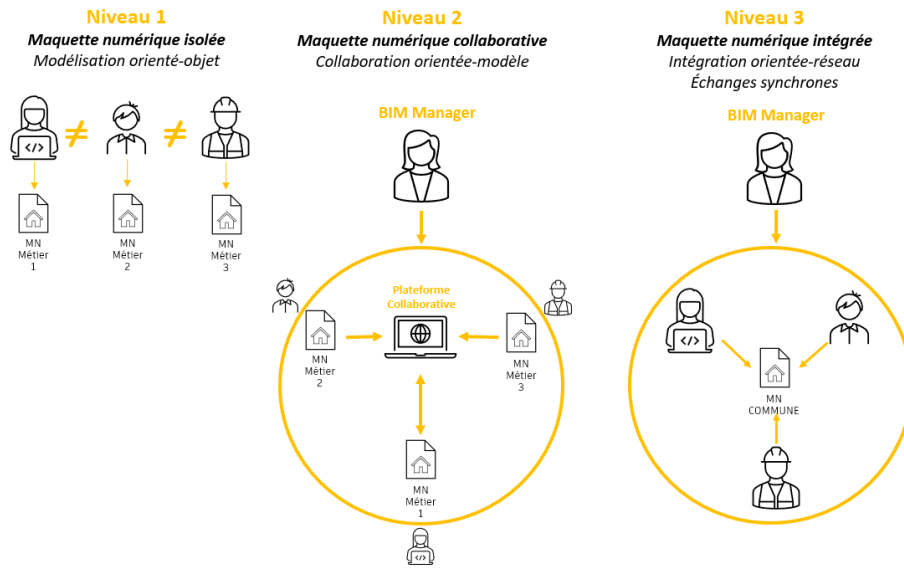 Niveau 1
Maquette numérique isolée
Modélisation orienté-objet
≠
≠
</>
MN
Métier
1
MN
Métier
2
MN
Métier
3
Niveau 2
Maquette numérique collaborative
Collaboration orientée-modèle
BIM Manager
Plateforme
Collaborative
MN
Métier
2
MN
Métier
3
MN
Métier
1
</>
Niveau 3
Maquette numérique intégrée
Intégration orientée-réseau
Échanges synchrones
BIM Manager
</>
MN
COMMUNE